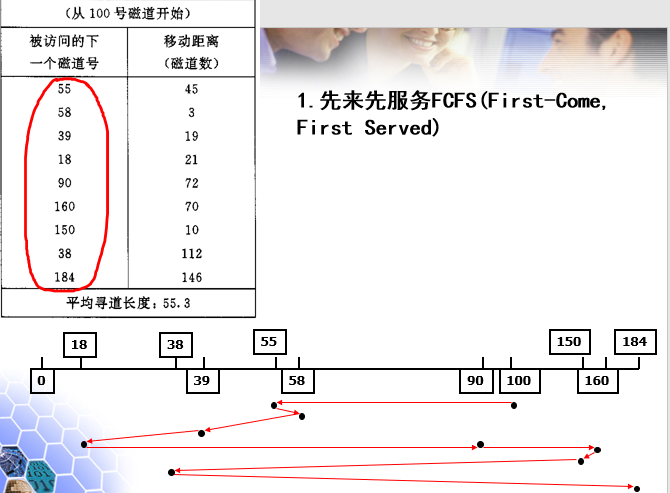 (从 100 号磁道开始)
被访问的下 移动距离
一个磁道号 (磁道数)
55 45
58 3
39 19
18 21
90 72
160 70
150 10
38 112
184 146
平均寻道长度: 55.3
1.先来先服务FCFS(First-Come,
First Served)
18 38 55 150 184
0 39 58 90 100 160